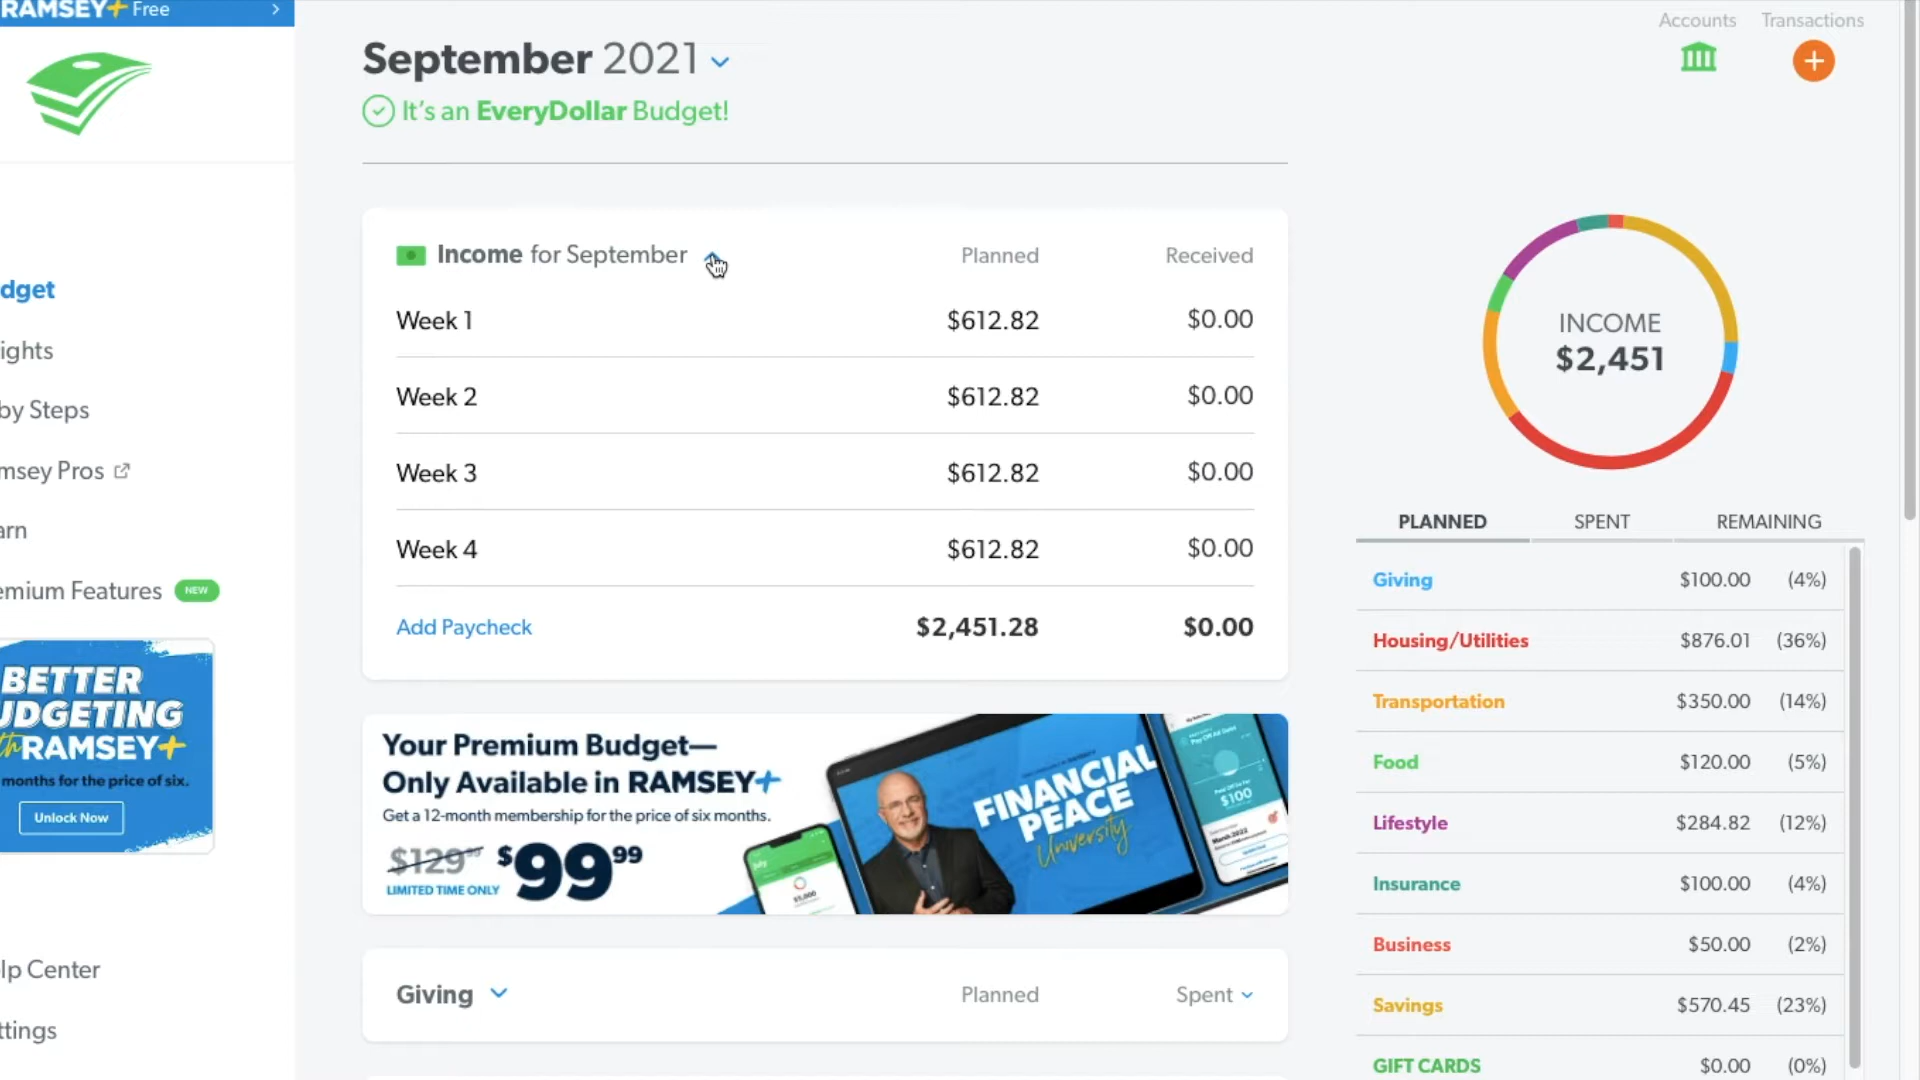 RAMSEY+ Free
dget
ights
by Steps
msey Pros
arn
emium Features NEW
BETTER
UDGETING
th RAMSEY+
months for the price of six.
Unlock Now
lp Center
ttings
September 2021
It's an EveryDollar Budget!
Accounts Transactions
Income for September Planned Received
Week 1 $612.82 $0.00
Week 2 $612.82 $0.00
Week 3 $612.82 $0.00
Week 4 $612.82 $0.00
Add Paycheck $2,451.28 $0.00
Your Premium Budget—
Only Available in RAMSEY+
Get a 12-month membership for the price of six months.
$129 $99.99
LIMITED TIME ONLY
FINANCIAL
PEACE
University
$100
Giving Planned Spent
INCOME
$2,451
PLANNED SPENT REMAINING
Giving $100.00 (4%)
Housing/Utilities $876.01 (36%)
Transportation $350.00 (14%)
Food $120.00 (5%)
Lifestyle $284.82 (12%)
Insurance $100.00 (4%)
Business $50.00 (2%)
Savings $570.45 (23%)
GIFT CARDS $0.00 (0%)